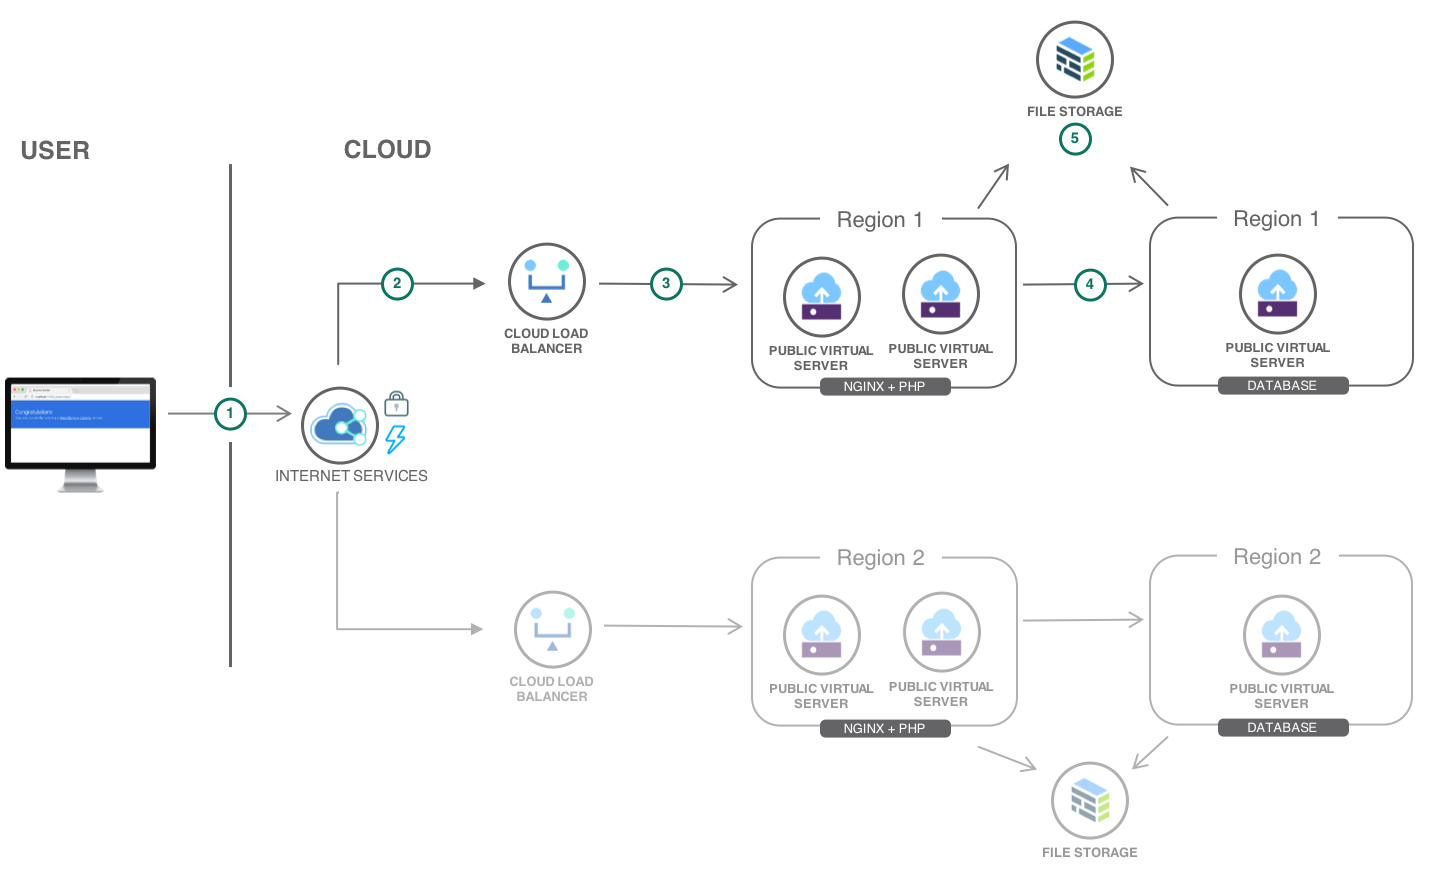 USER
CLOUD
FILE STORAGE
5
Region 1
Region 1
2
CLOUD LOAD
BALANCER
3
PUBLIC VIRTUAL
SERVER
PUBLIC VIRTUAL
SERVER
NGINX + PHP
4
PUBLIC VIRTUAL
SERVER
DATABASE
Congratulations
1
INTERNET SERVICES
Region 2
Region 2
CLOUD LOAD
BALANCER
PUBLIC VIRTUAL
SERVER
PUBLIC VIRTUAL
SERVER
NGINX + PHP
PUBLIC VIRTUAL
SERVER
DATABASE
FILE STORAGE